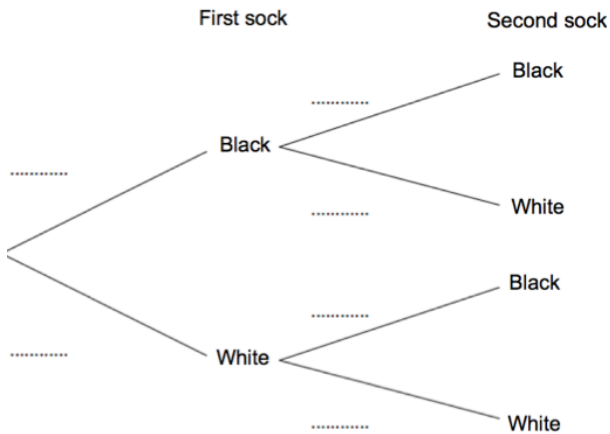 First sock
Second sock
Black
............
Black
............
............
White
Black
............
............
White
............
White